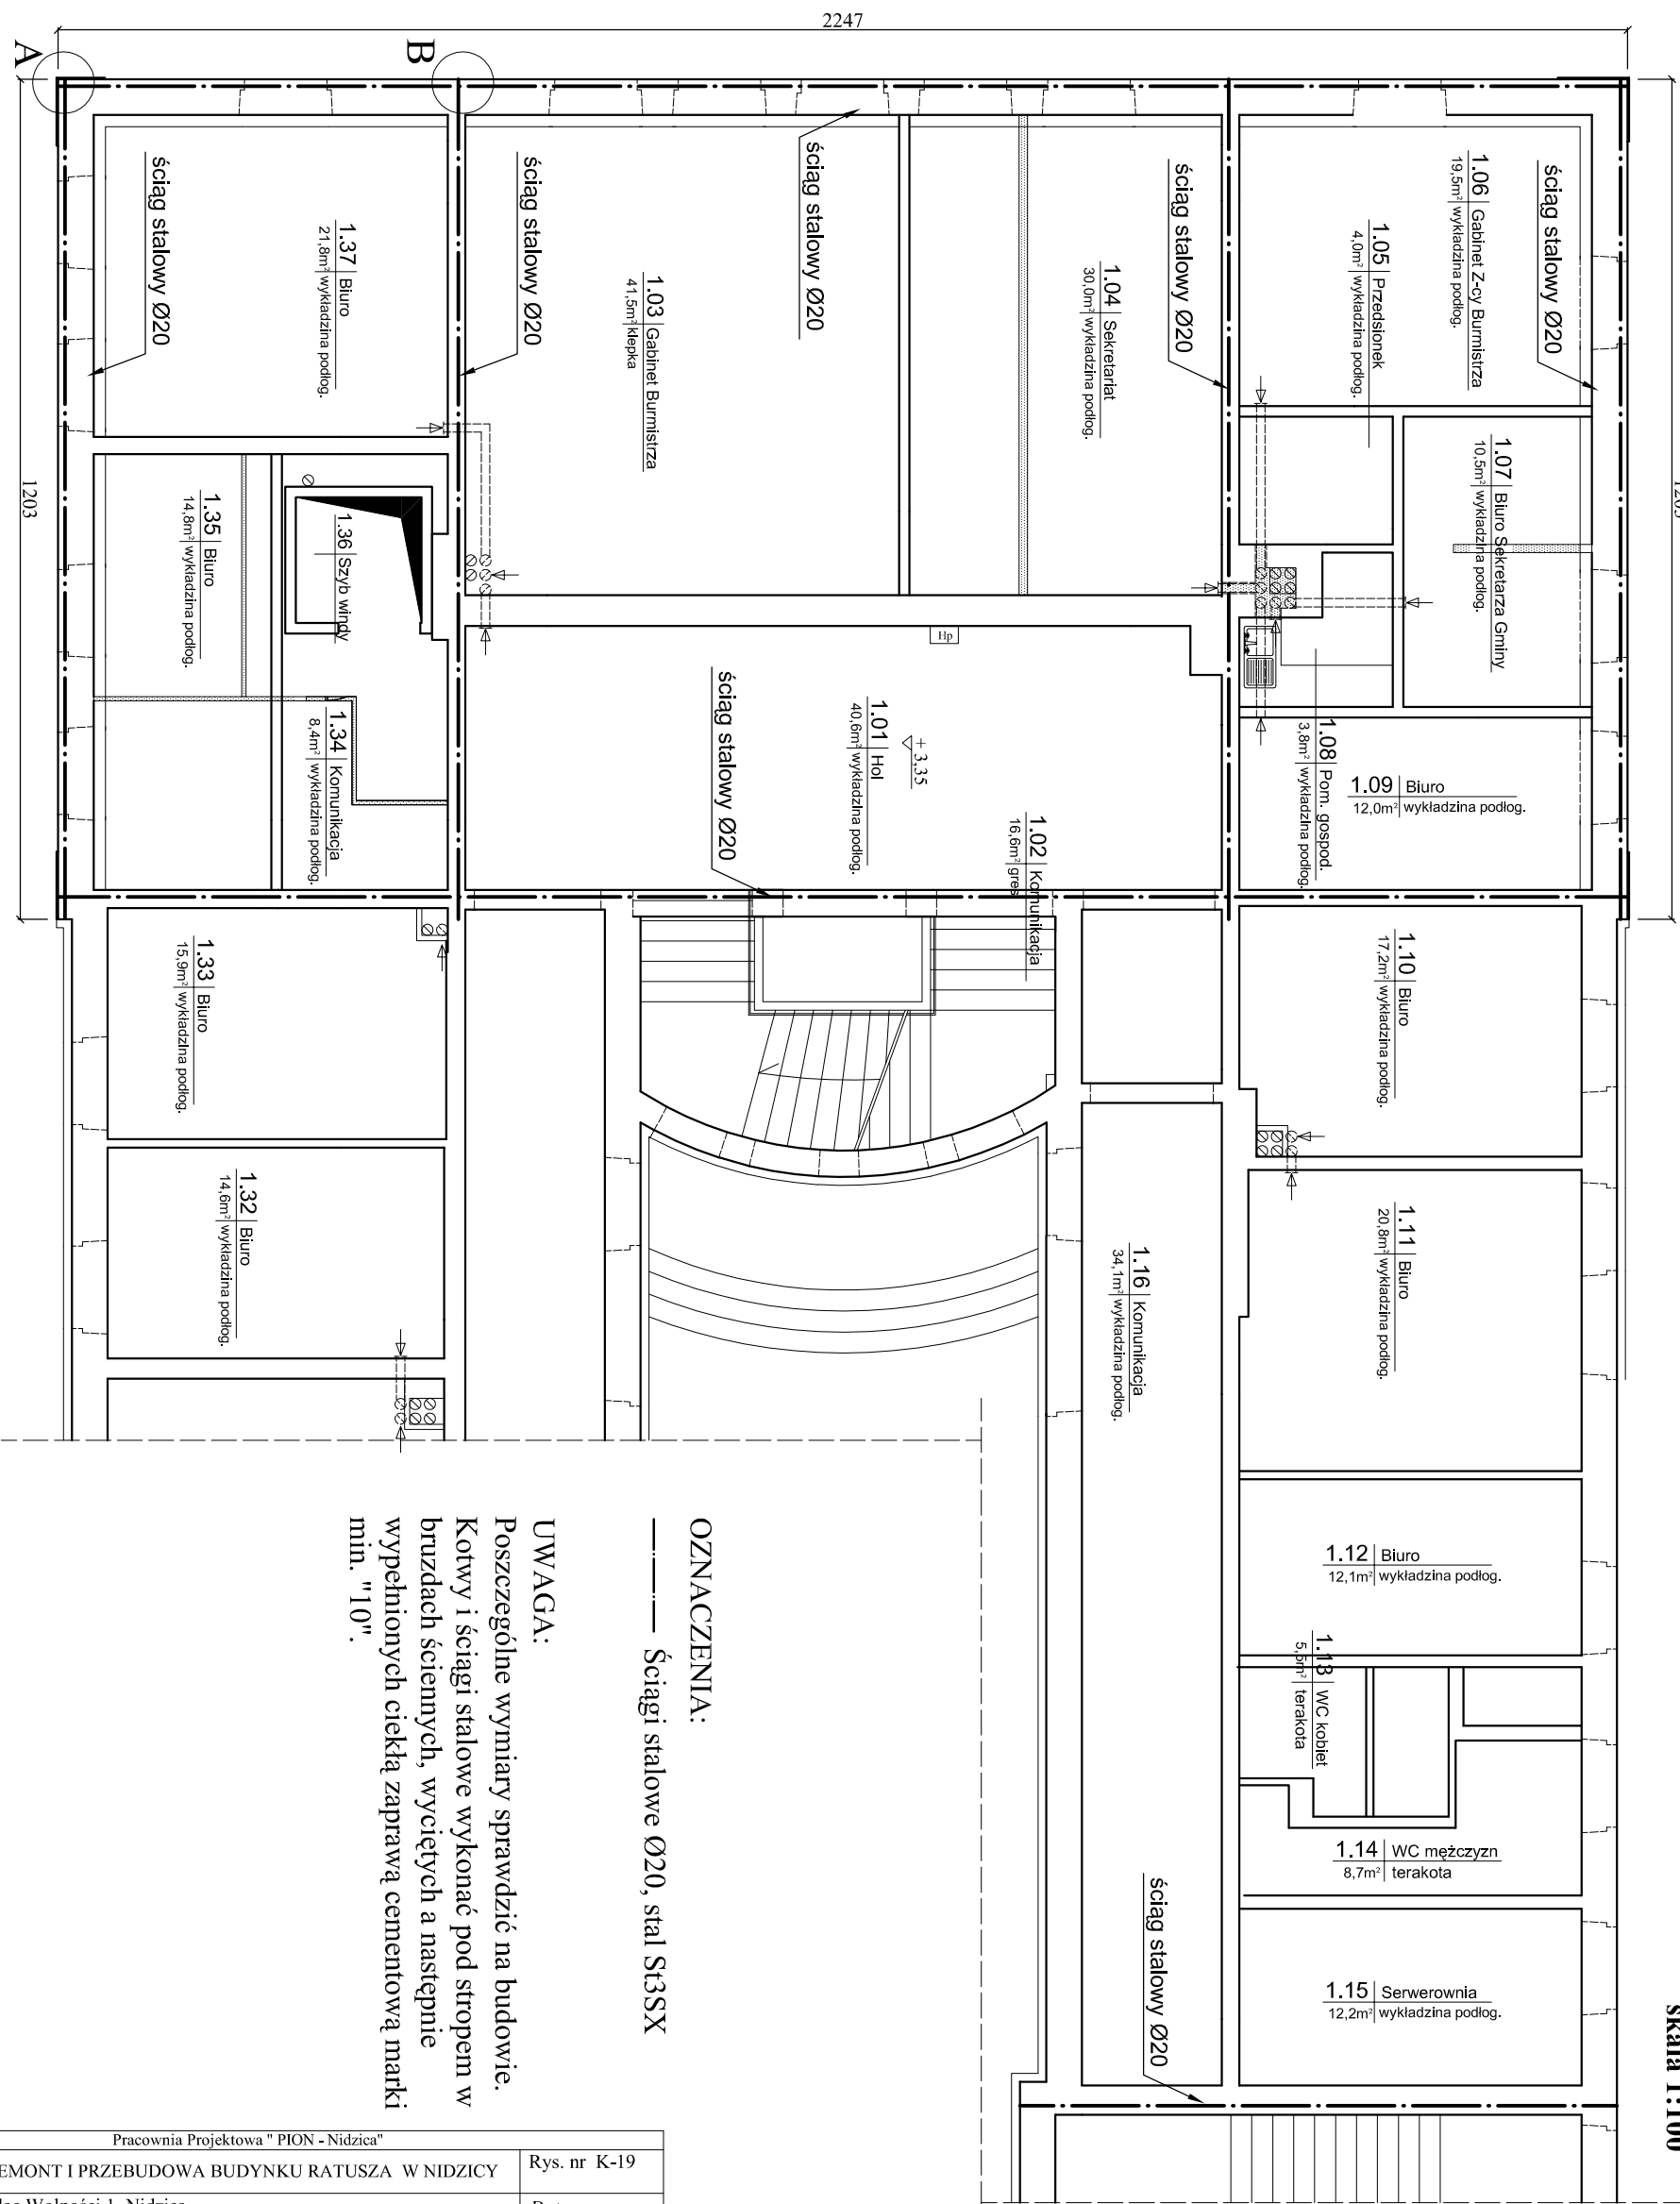 2247
A
B
1203
1203
skala 1:100
ściąg stalowy Ø20
ściąg stalowy Ø20
ściąg stalowy Ø20
ściąg stalowy Ø20
ściąg stalowy Ø20
1.37 Biuro
21,8m² wykładzina podłog.
1.03 Gabinet Burmistrza
41,5m² klepka
1.04 Sekretariat
30,0m² wykładzina podłog.
1.05 Przedsionek
4,0m² wykładzina podłog.
1.06 Gabinet Z-cy Burmistrza
19,5m² wykładzina podłog.
1.07 Biuro Sekretarza Gminy
10,5m² wykładzina podłog.
1.35 Biuro
14,8m² wykładzina podłog.
1.36 Szyb windy
1.34 Komunikacja
8,4m² wykładzina podłog.
Hp
ściąg stalowy Ø20
1.01 Hol
40,6m² wykładzina podłog.
+ 3,35
1.02 Komunikacja
16,6m² gres
1.08 Pom. gospod.
3,8m² wykładzina podłog.
1.09 Biuro
12,0m² wykładzina podłog.
1.33 Biuro
15,9m² wykładzina podłog.
1.10 Biuro
17,2m² wykładzina podłog.
1.32 Biuro
14,6m² wykładzina podłog.
1.11 Biuro
20,8m² wykładzina podłog.
1.16 Komunikacja
34,1m² wykładzina podłog.
1.12 Biuro
12,1m² wykładzina podłog.
1.13 WC kobiet
5,5m² terakota
1.14 WC mężczyzn
8,7m² terakota
1.15 Serwerownia
12,2m² wykładzina podłog.
ściąg stalowy Ø20
OZNACZENIA:
Ściągi stalowe Ø20, stal St3SX
UWAGA:
Poszczególne wymiary sprawdzić na budowie.
Kotwy i ściągi stalowe wykonać pod stropem w
bruzdach ściennych, wyciętych a następnie
wypełnionych ciekłą zaprawą cementową marki
min. "10".
Pracownia Projektowa " PION - Nidzica"
EMONT I PRZEBUDOWA BUDYNKU RATUSZA W NIDZICY
Rys. nr K-19